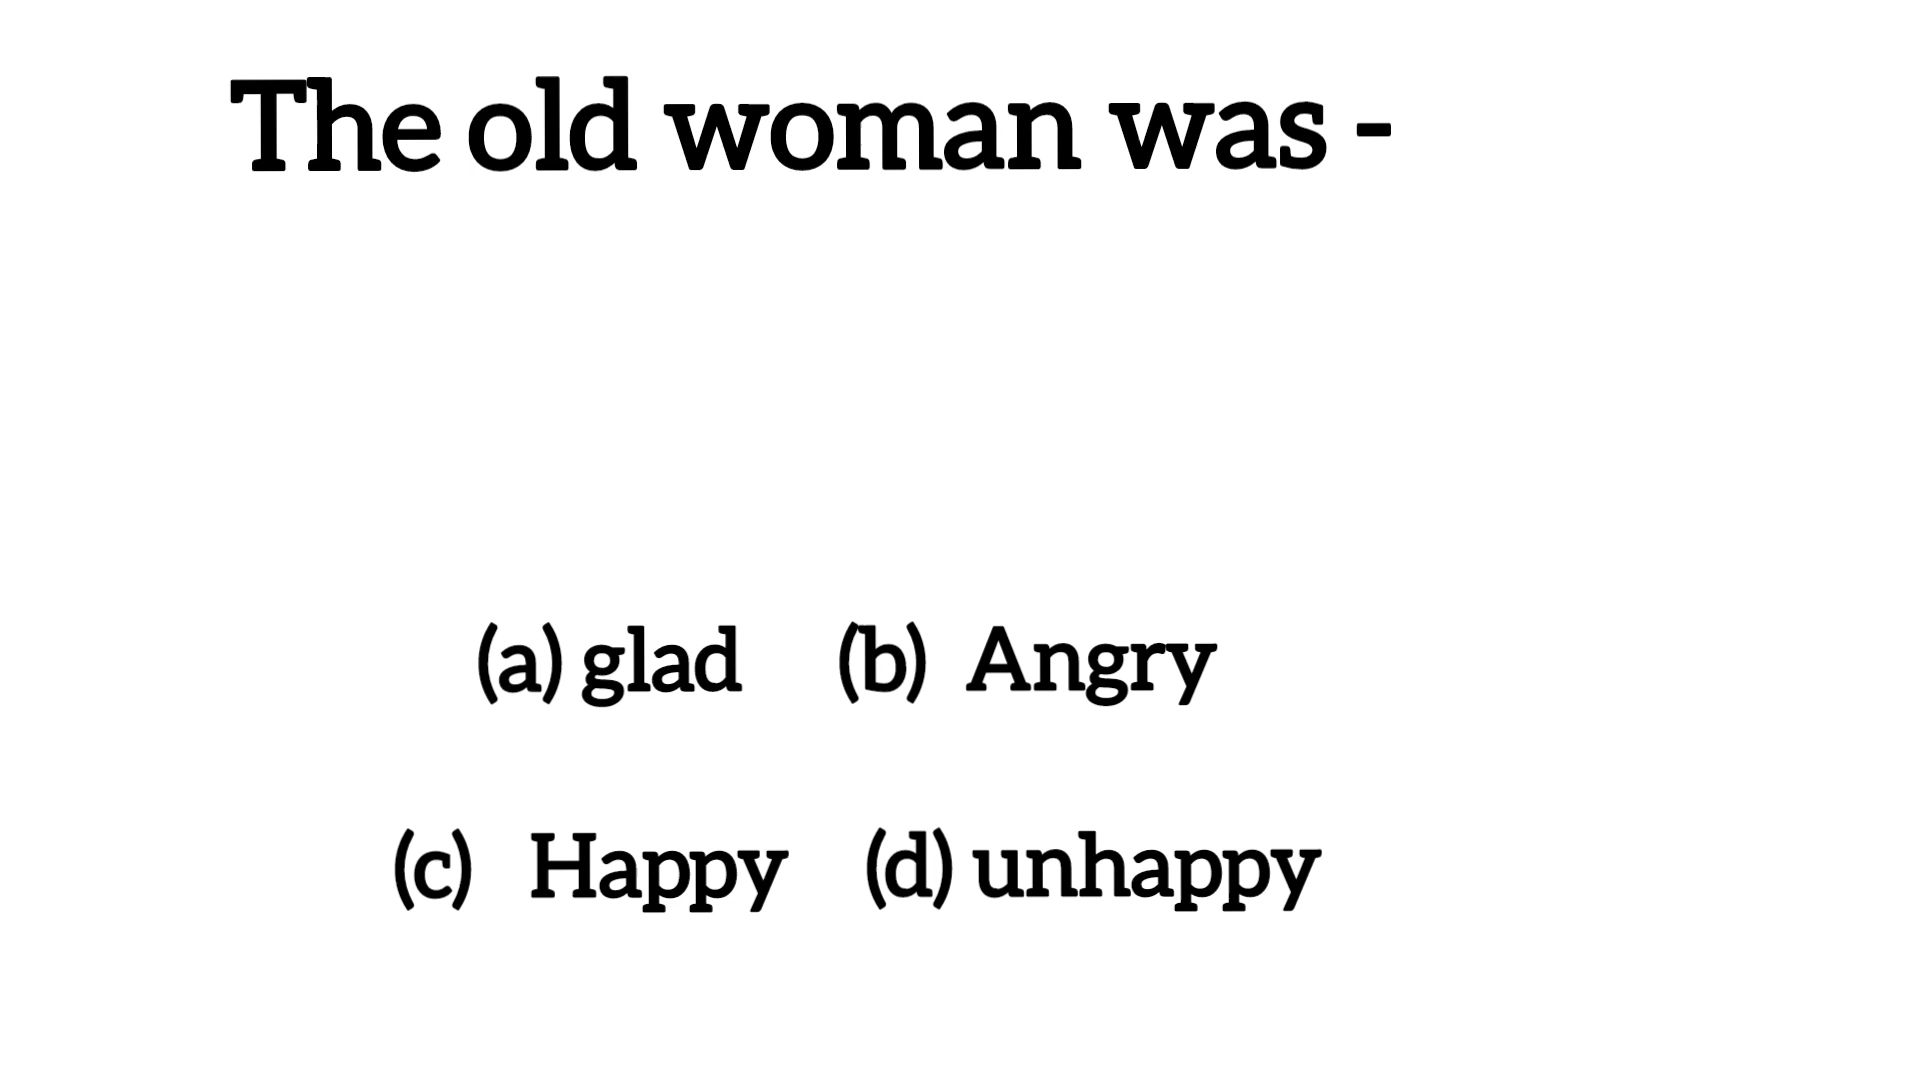 The old woman was -
(a) glad (b) Angry
(c) Happy (d) unhappy